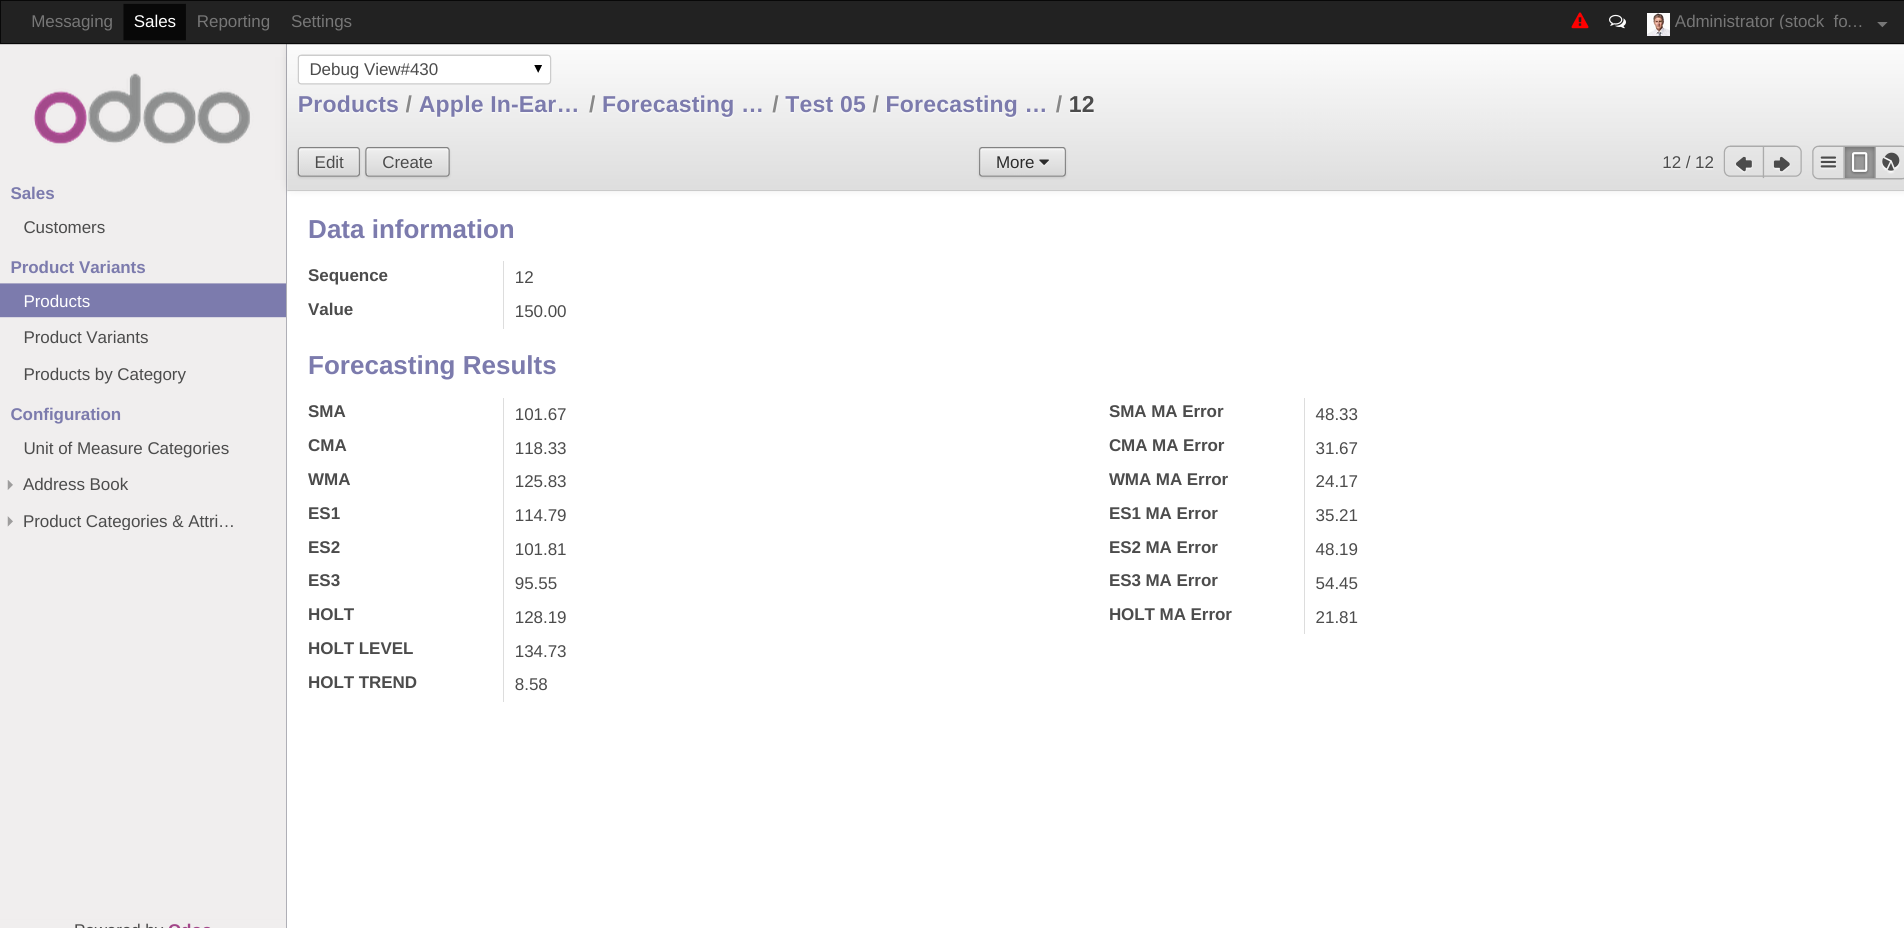 Messaging Sales Reporting Settings Administrator (stock fo...
odoo
Debug View#430
Products / Apple In-Ear... / Forecasting ... / Test 05 / Forecasting ... / 12
Edit Create More 12 / 12
Sales
Customers
Product Variants
Products
Product Variants
Products by Category
Configuration
Unit of Measure Categories
Address Book
Product Categories & Attri...
Powered by Odoo
Data information
Sequence 12
Value 150.00
Forecasting Results
SMA 101.67 SMA MA Error 48.33
CMA 118.33 CMA MA Error 31.67
WMA 125.83 WMA MA Error 24.17
ES1 114.79 ES1 MA Error 35.21
ES2 101.81 ES2 MA Error 48.19
ES3 95.55 ES3 MA Error 54.45
HOLT 128.19 HOLT MA Error 21.81
HOLT LEVEL 134.73
HOLT TREND 8.58